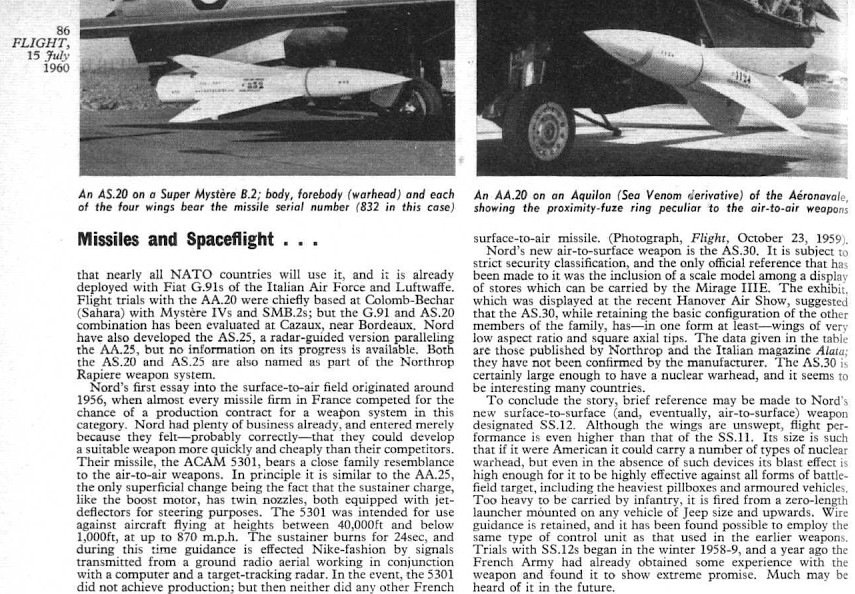 86
FLIGHT,
15 July
1960
An AS.20 on a Super Mystère B.2; body, forebody (warhead) and each
of the four wings bear the missile serial number (832 in this case)
An AA.20 on an Aquilon (Sea Venom derivative) of the Aéronavale,
showing the proximity-fuze ring peculiar to the air-to-air weapons
Missiles and Spaceflight . . .
that nearly all NATO countries will use it, and it is already
deployed with Fiat G.91s of the Italian Air Force and Luftwaffe.
Flight trials with the AA.20 were chiefly based at Colomb-Bechar
(Sahara) with Mystère IVs and SMB.2s; but the G.91 and AS.20
combination has been evaluated at Cazaux, near Bordeaux. Nord
have also developed the AS.25, a radar-guided version paralleling
the AA.25, but no information on its progress is available. Both
the AS.20 and AS.25 are also named as part of the Northrop
Rapiere weapon system.
Nord's first essay into the surface-to-air field originated around
1956, when almost every missile firm in France competed for the
chance of a production contract for a weapon system in this
category. Nord had plenty of business already, and entered merely
because they felt—probably correctly—that they could develop
a suitable weapon more quickly and cheaply than their competitors.
Their missile, the ACAM 5301, bears a close family resemblance
to the air-to-air weapons. In principle it is similar to the AA.25,
the only superficial change being the fact that the sustainer charge,
like the boost motor, has twin nozzles, both equipped with jet-
deflectors for steering purposes. The 5301 was intended for use
against aircraft flying at heights between 40,000ft and below
1,000ft, at up to 870 m.p.h. The sustainer burns for 24sec, and
during this time guidance is effected Nike-fashion by signals
transmitted from a ground radio aerial working in conjunction
with a computer and a target-tracking radar. In the event, the 5301
did not achieve production; but then neither did any other French
surface-to-air missile. (Photograph, Flight, October 23, 1959).
Nord's new air-to-surface weapon is the AS.30. It is subject to
strict security classification, and the only official reference that has
been made to it was the inclusion of a scale model among a display
of stores which can be carried by the Mirage IIIE. The exhibit,
which was displayed at the recent Hanover Air Show, suggested
that the AS.30, while retaining the basic configuration of the other
members of the family, has—in one form at least—wings of very
low aspect ratio and square axial tips. The data given in the table
are those published by Northrop and the Italian magazine Alata;
they have not been confirmed by the manufacturer. The AS.30 is
certainly large enough to have a nuclear warhead, and it seems to
be interesting many countries.
To conclude the story, brief reference may be made to Nord's
new surface-to-surface (and, eventually, air-to-surface) weapon
designated SS.12. Although the wings are unswept, flight per-
formance is even higher than that of the SS.11. Its size is such
that if it were American it could carry a number of types of nuclear
warhead, but even in the absence of such devices its blast effect is
high enough for it to be highly effective against all forms of battle-
field target, including the heaviest pillboxes and armoured vehicles.
Too heavy to be carried by infantry, it is fired from a zero-length
launcher mounted on any vehicle of Jeep size and upwards. Wire
guidance is retained, and it has been found possible to employ the
same type of control unit as that used in the earlier weapons.
Trials with SS.12s began in the winter 1958-9, and a year ago the
French Army had already obtained some experience with the
weapon and found it to show extreme promise. Much may be
heard of it in the future.